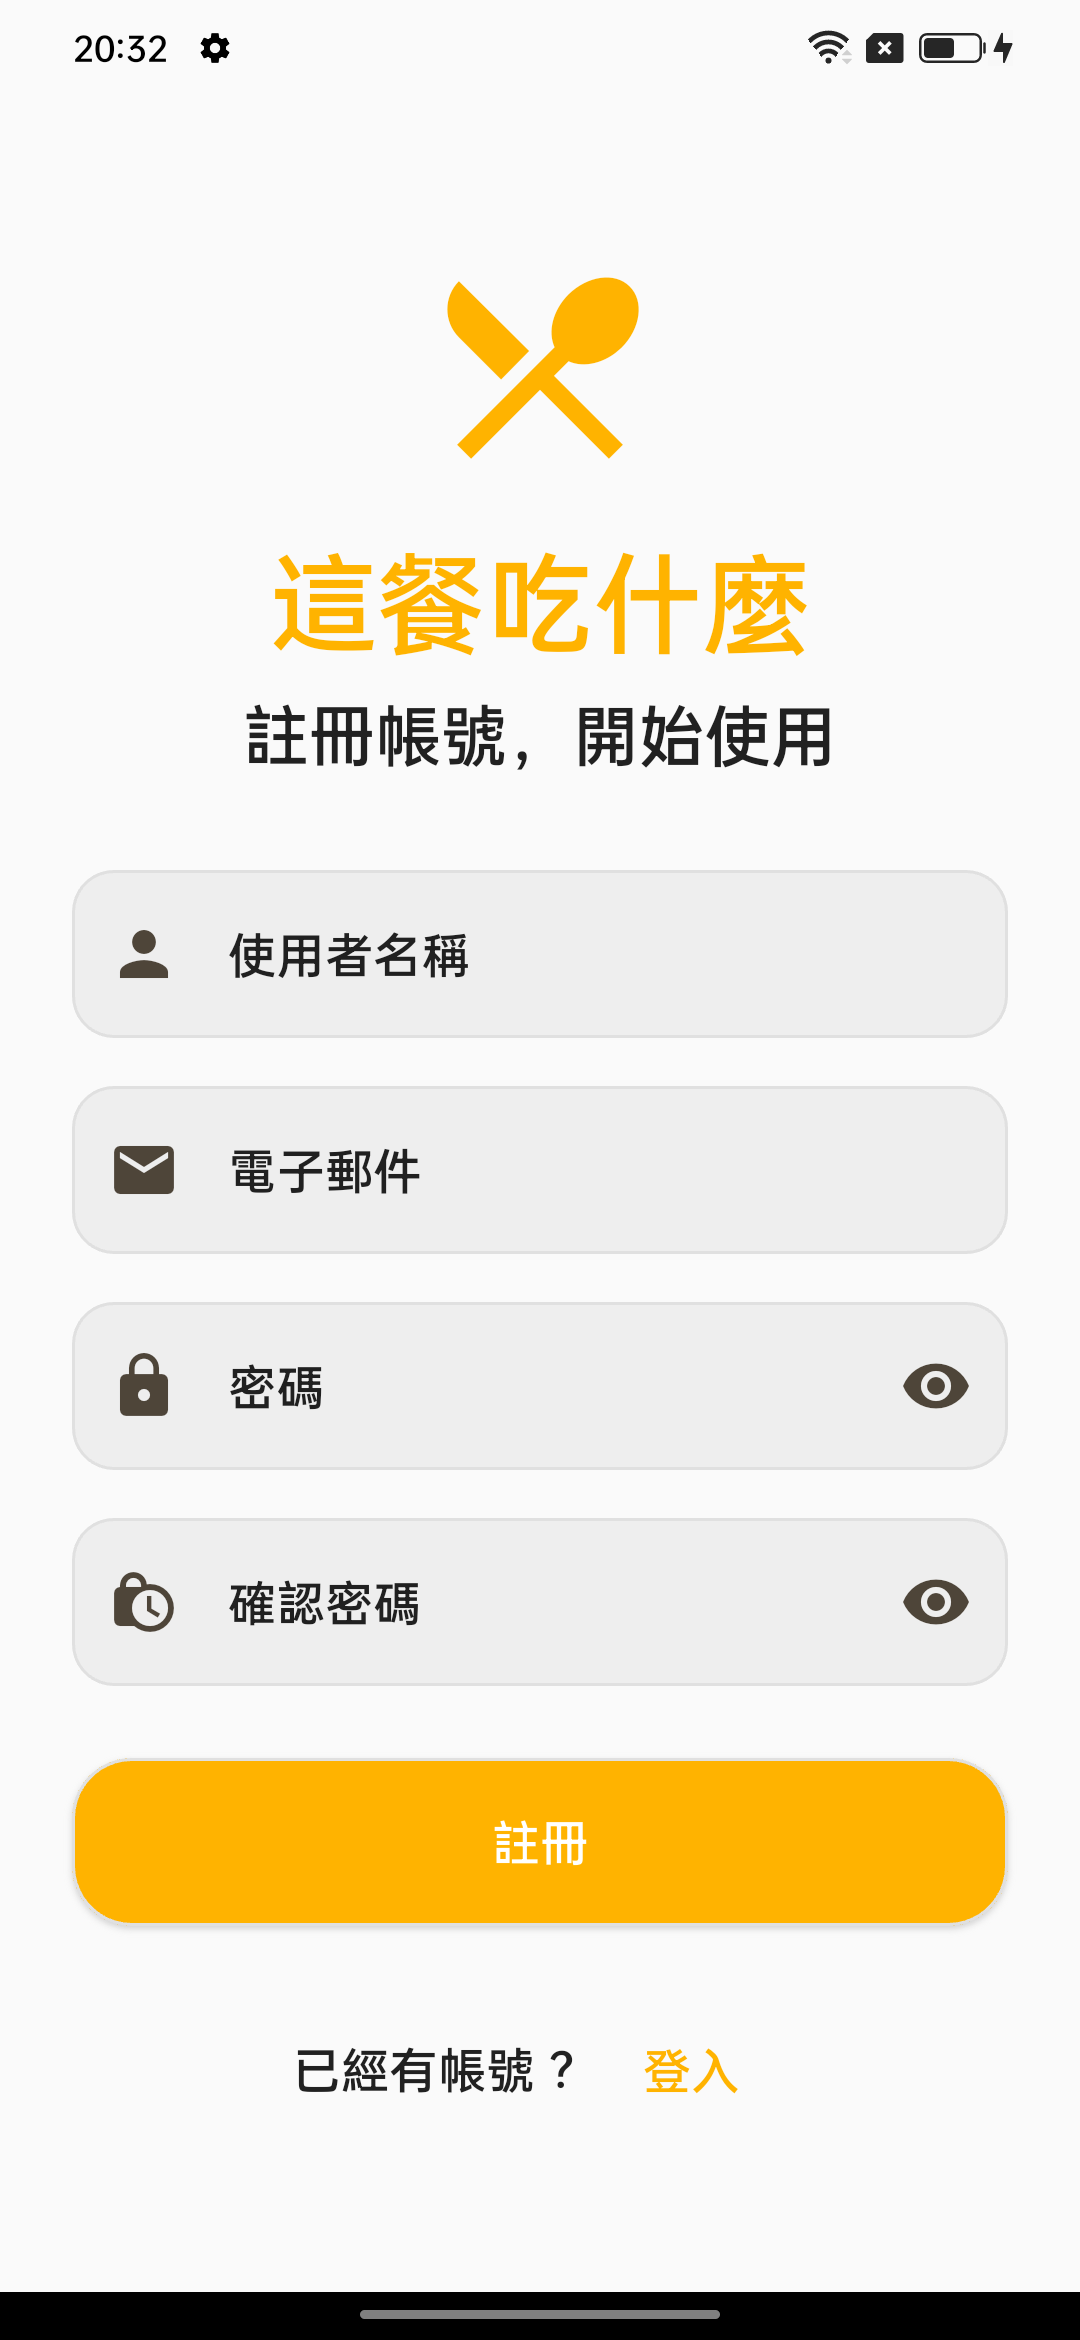 20:32
這餐吃什麼
註冊帳號，開始使用
使用者名稱
電子郵件
密碼
確認密碼
註冊
已經有帳號？ 登入